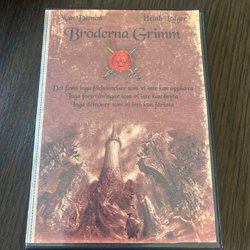 Matt Damon Heath Ledger
Bröderna Grimm
Det finns inga förbannelser som vi inte kan upphäva
Inga förtrollningar som vi inte kan bryta
Inga demoner som vi inte kan förinta